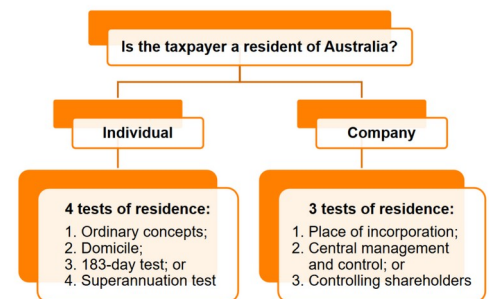 Is the taxpayer a resident of Australia?
Individual
Company
4 tests of residence:
1. Ordinary concepts;
2. Domicile;
3. 183-day test; or
4. Superannuation test
3 tests of residence:
1. Place of incorporation;
2. Central management
and control; or
3. Controlling shareholders